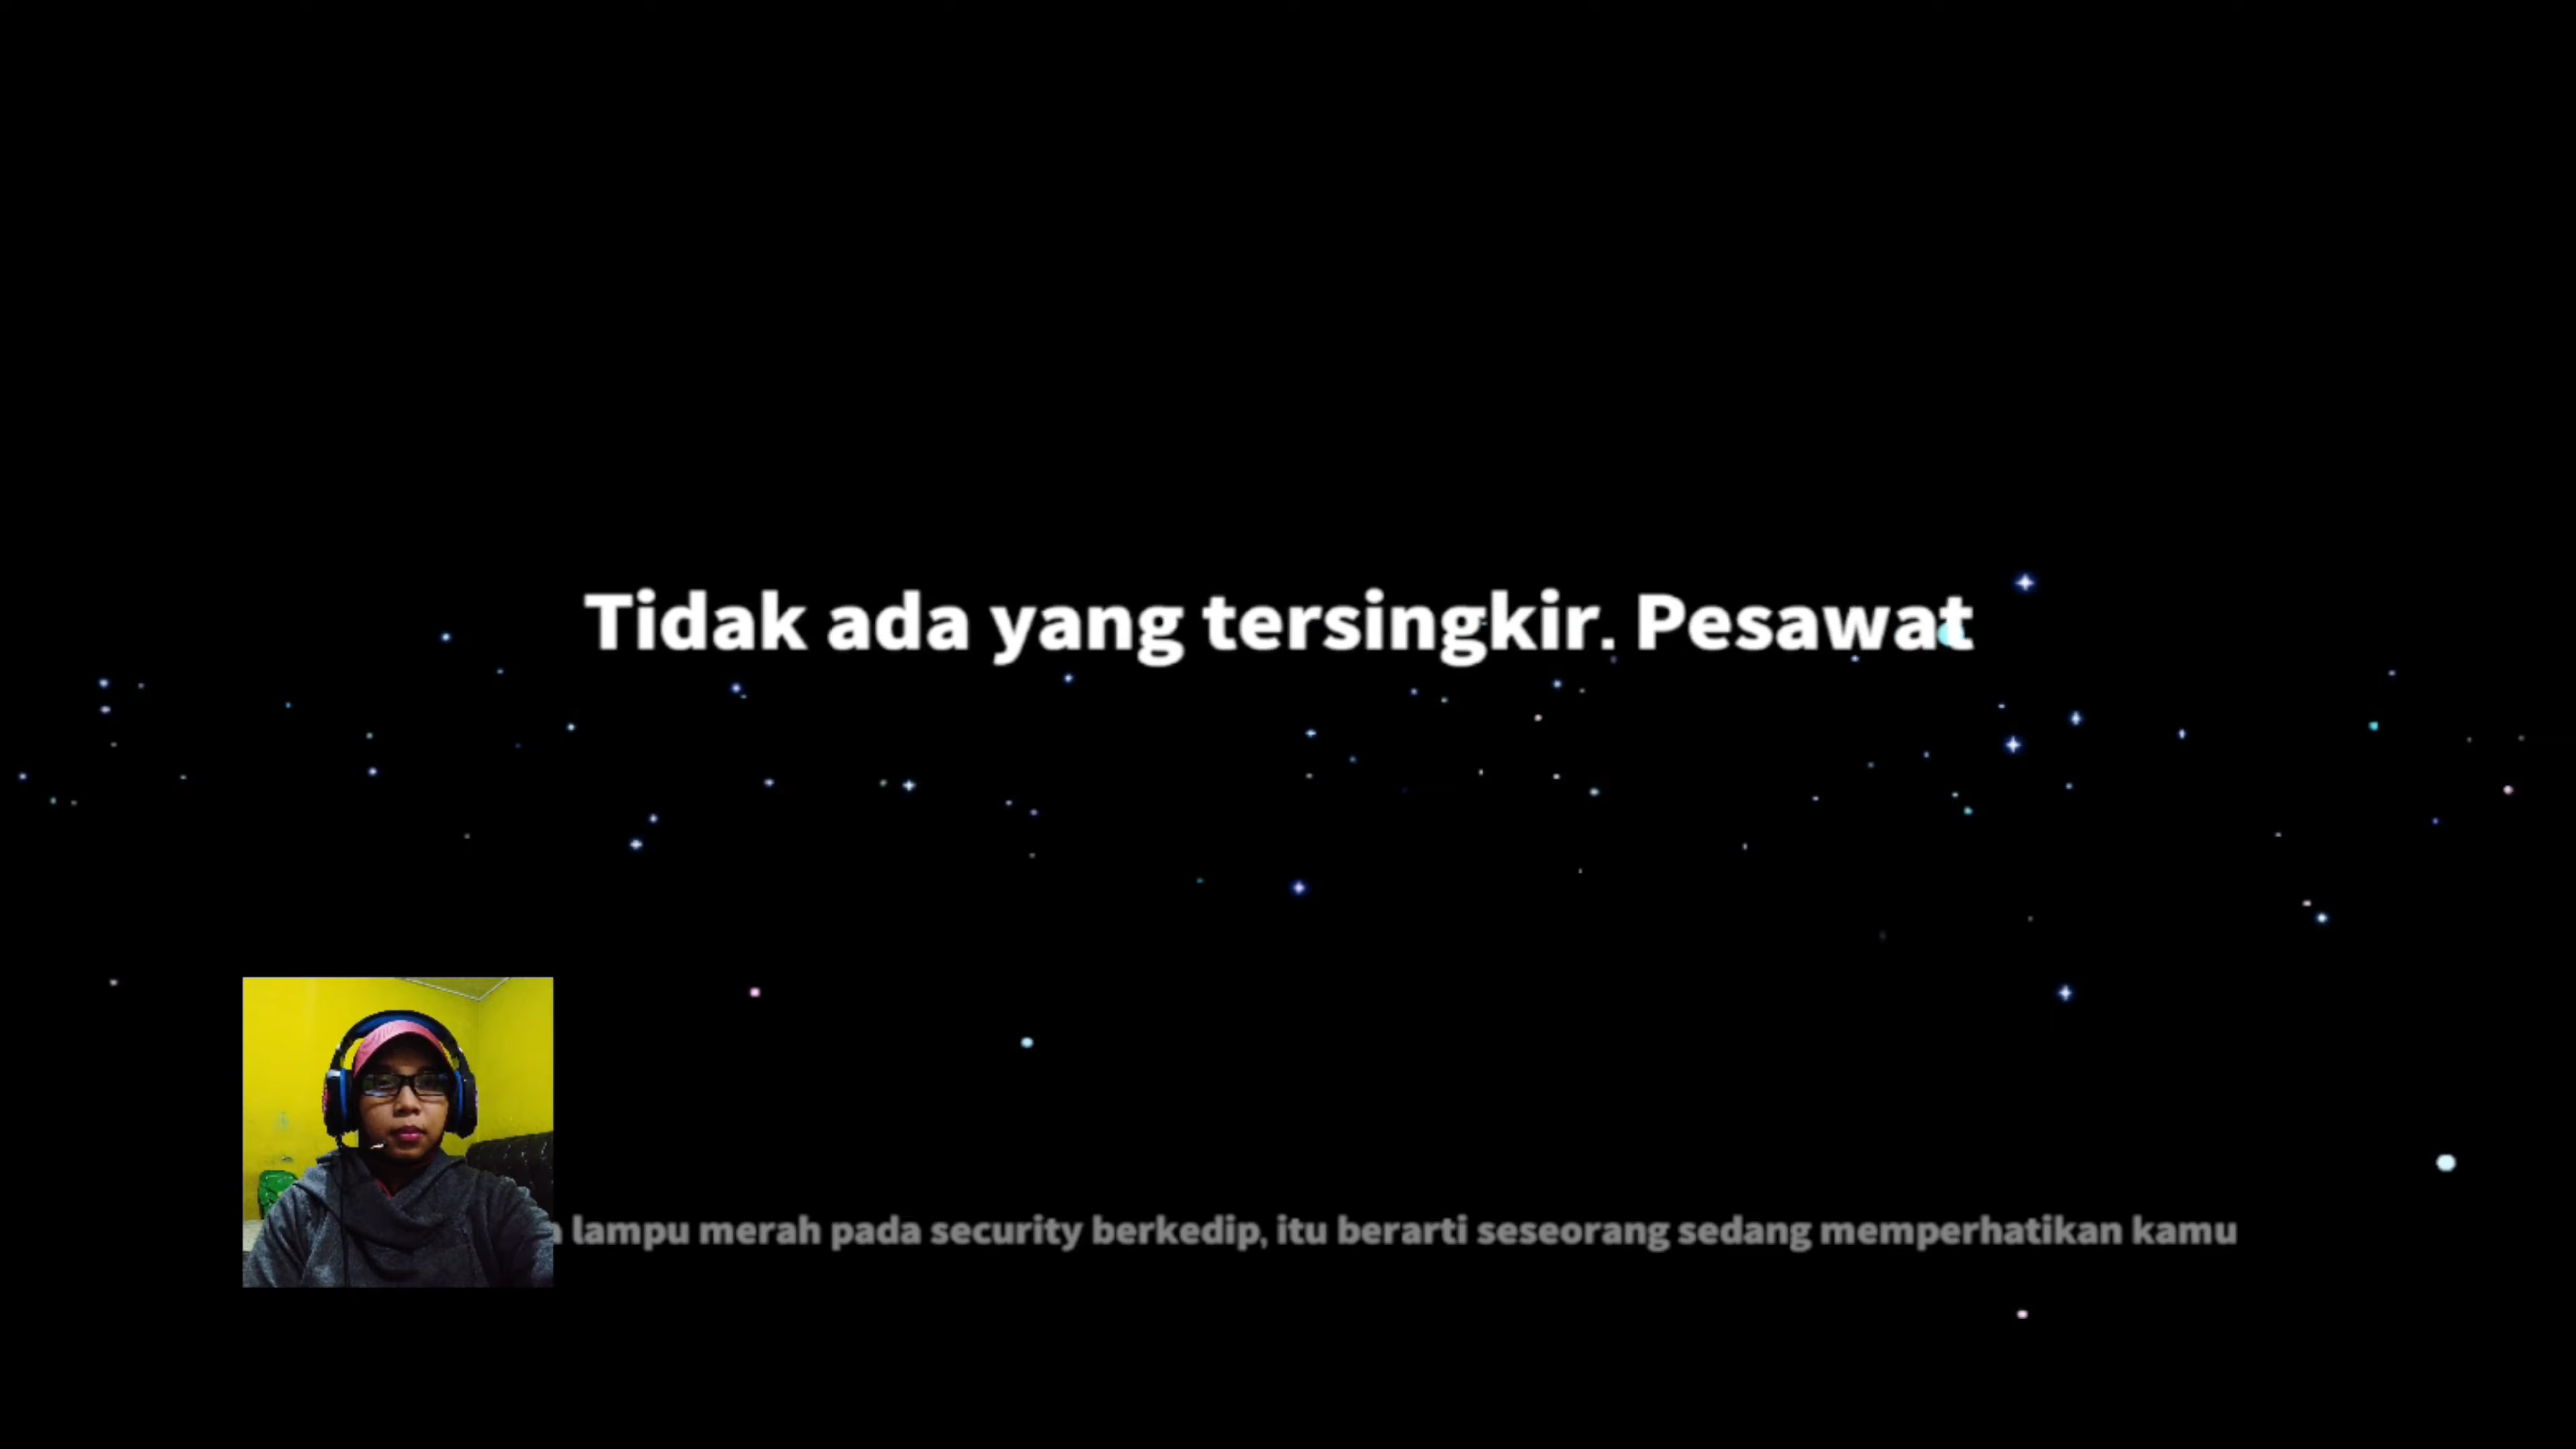 Tidak ada yang tersingkir. Pesawat
lampu merah pada security berkedip, itu berarti seseorang sedang memperhatikan kamu